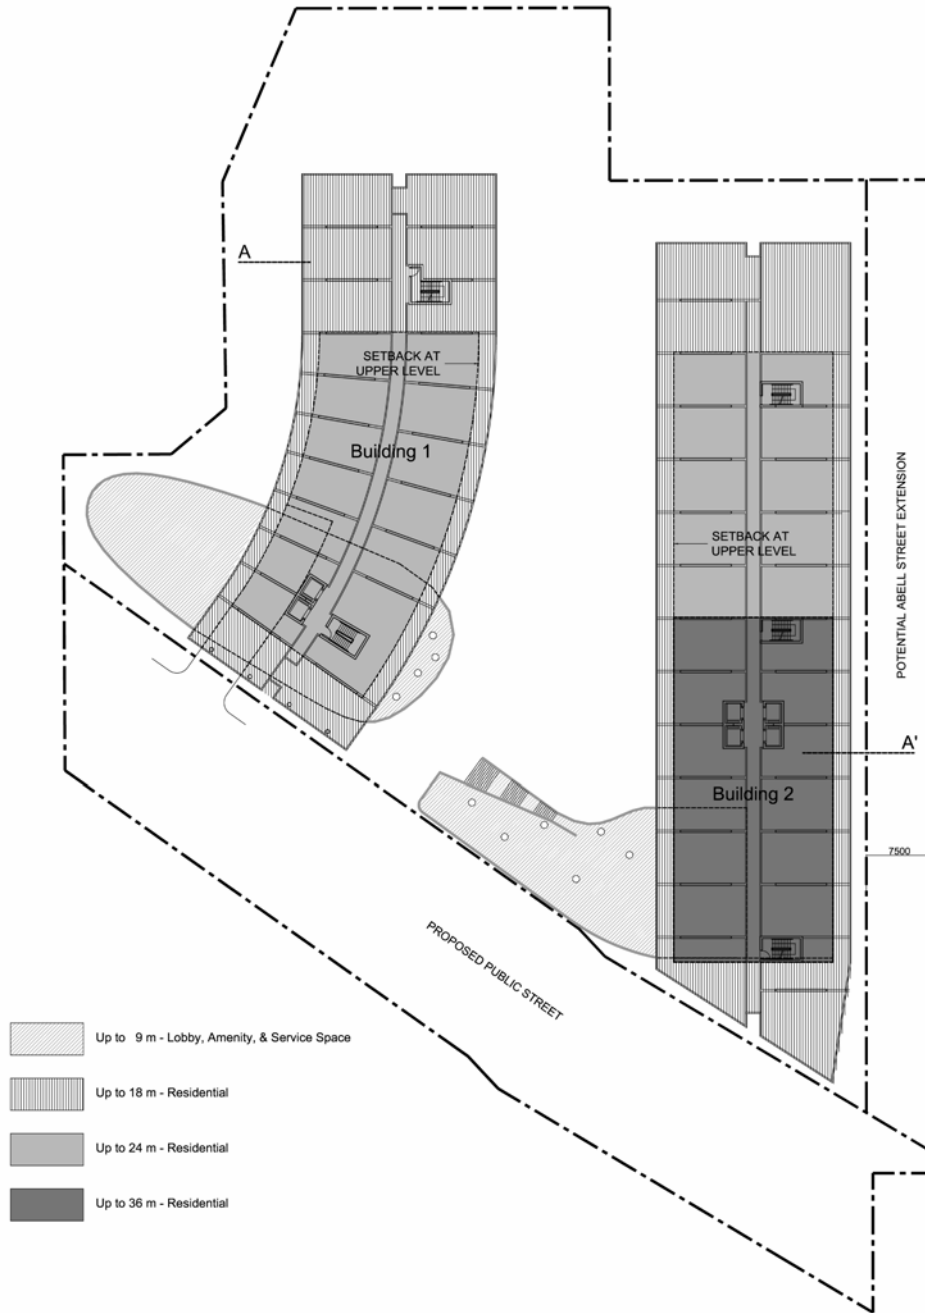 A
SETBACK AT
UPPER LEVEL
Building 1
POTENTIAL ABELL STREET EXTENSION
SETBACK AT
UPPER LEVEL
A'
Building 2
7500
PROPOSED PUBLIC STREET
Up to 9 m - Lobby, Amenity, & Service Space
Up to 18 m - Residential
Up to 24 m - Residential
Up to 36 m - Residential